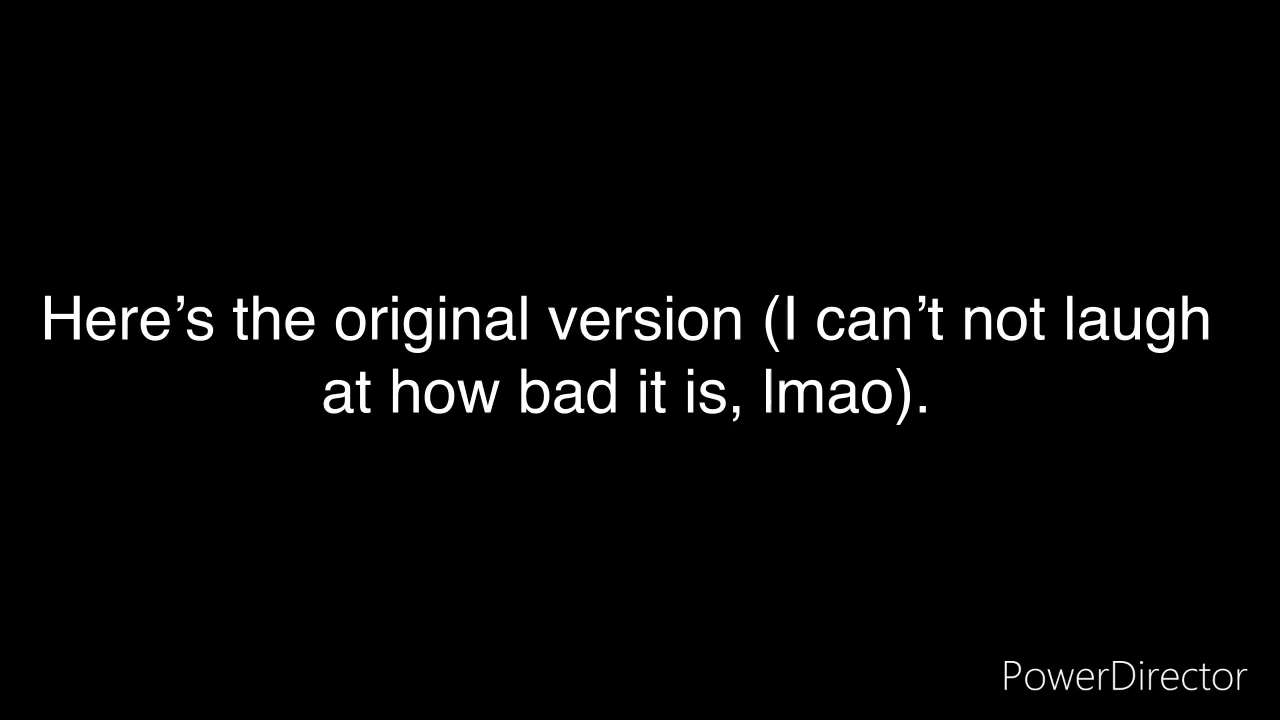 Here’s the original version (I can’t not laugh
at how bad it is, lmao).
PowerDirector